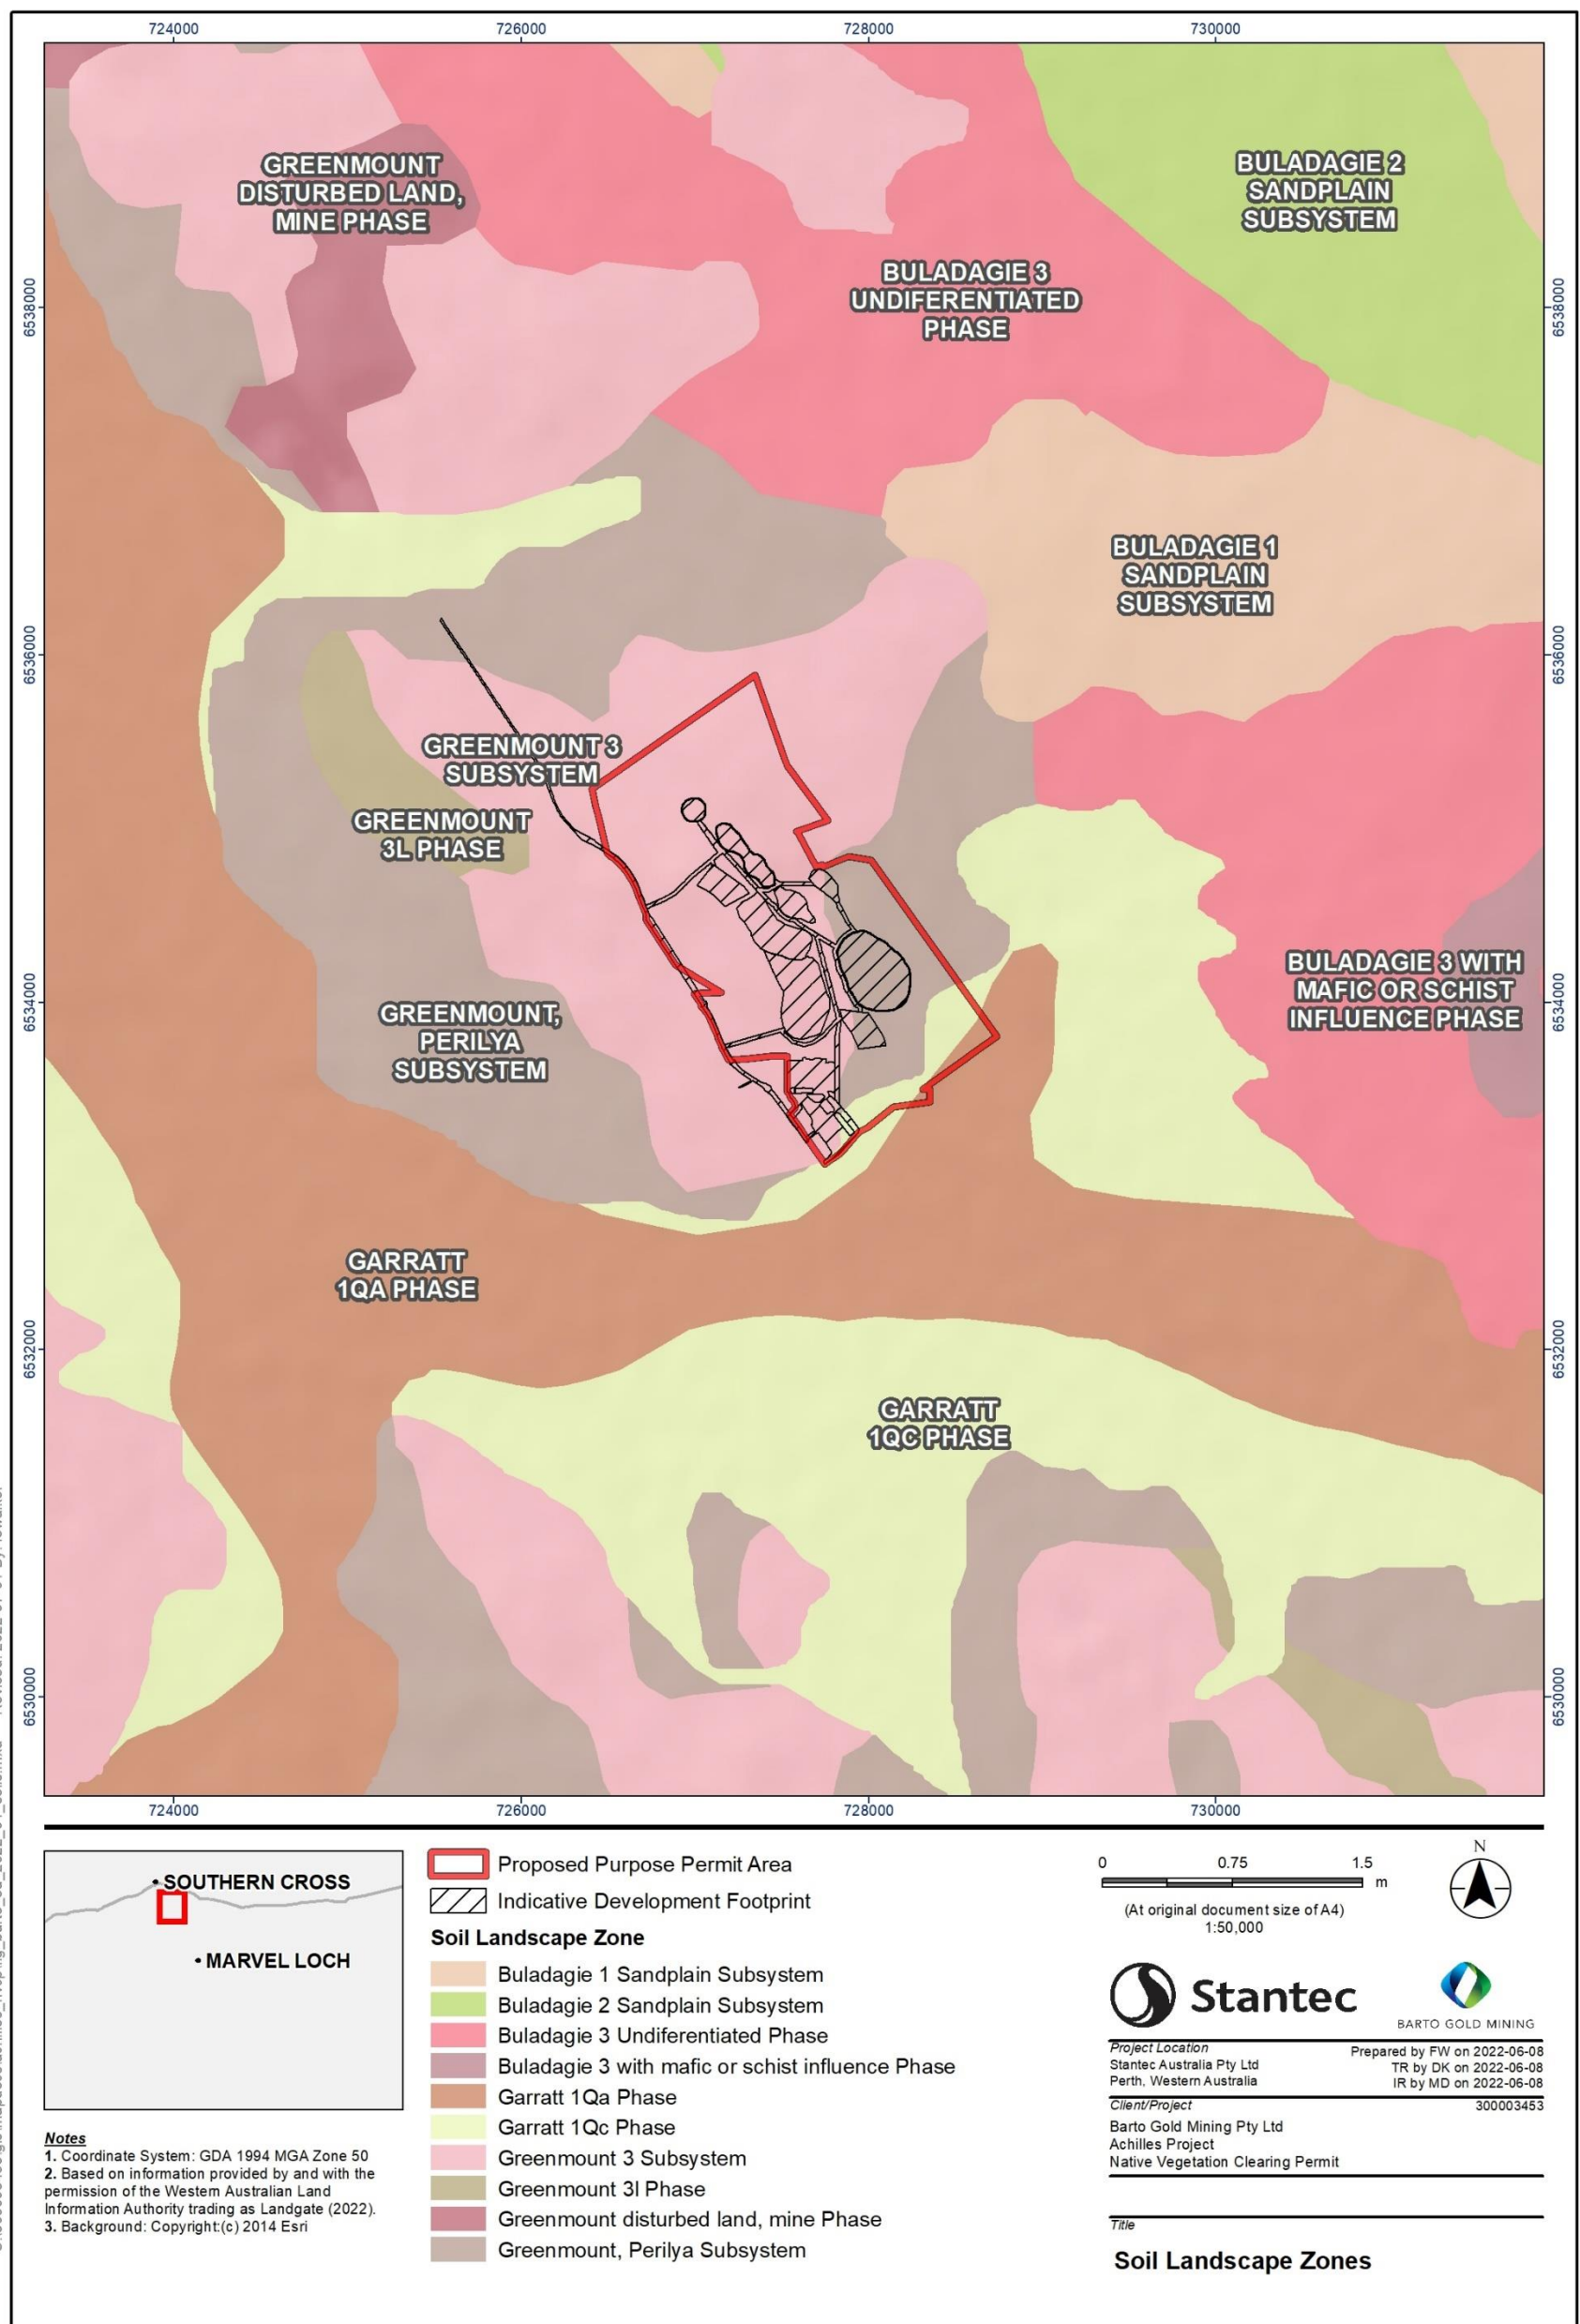 724000
726000
728000
730000
GREENMOUNT
DISTURBED LAND,
MINE PHASE
BULADAGIE 2
SANDPLAIN
SUBSYSTEM
BULADAGIE 3
UNDIFERENTIATED
PHASE
6538000
6538000
BULADAGIE 1
SANDPLAIN
SUBSYSTEM
6536000
6536000
GREENMOUNT 3
SUBSYSTEM
GREENMOUNT
3L PHASE
BULADAGIE 3 WITH
MAFIC OR SCHIST
INFLUENCE PHASE
6534000
6534000
GREENMOUNT,
PERILYA
SUBSYSTEM
GARRATT
1QA PHASE
6532000
6532000
GARRATT
1QC PHASE
6530000
6530000
724000
726000
728000
730000
SOUTHERN CROSS
MARVEL LOCH
Notes
1. Coordinate System: GDA 1994 MGA Zone 50
2. Based on information provided by and with the
permission of the Western Australian Land
Information Authority trading as Landgate (2022).
3. Background: Copyright:(c) 2014 Esri
Proposed Purpose Permit Area
Indicative Development Footprint
Soil Landscape Zone
Buladagie 1 Sandplain Subsystem
Buladagie 2 Sandplain Subsystem
Buladagie 3 Undiferentiated Phase
Buladagie 3 with mafic or schist influence Phase
Garratt 1Qa Phase
Garratt 1Qc Phase
Greenmount 3 Subsystem
Greenmount 3l Phase
Greenmount disturbed land, mine Phase
Greenmount, Perilya Subsystem
0 0.75 1.5
m
(At original document size of A4)
1:50,000
N
Stantec
BARTO GOLD MINING
Project Location
Stantec Australia Pty Ltd
Perth, Western Australia
Prepared by FW on 2022-06-08
TR by DK on 2022-06-08
IR by MD on 2022-06-08
Client/Project 300003453
Barto Gold Mining Pty Ltd
Achilles Project
Native Vegetation Clearing Permit
Title
Soil Landscape Zones